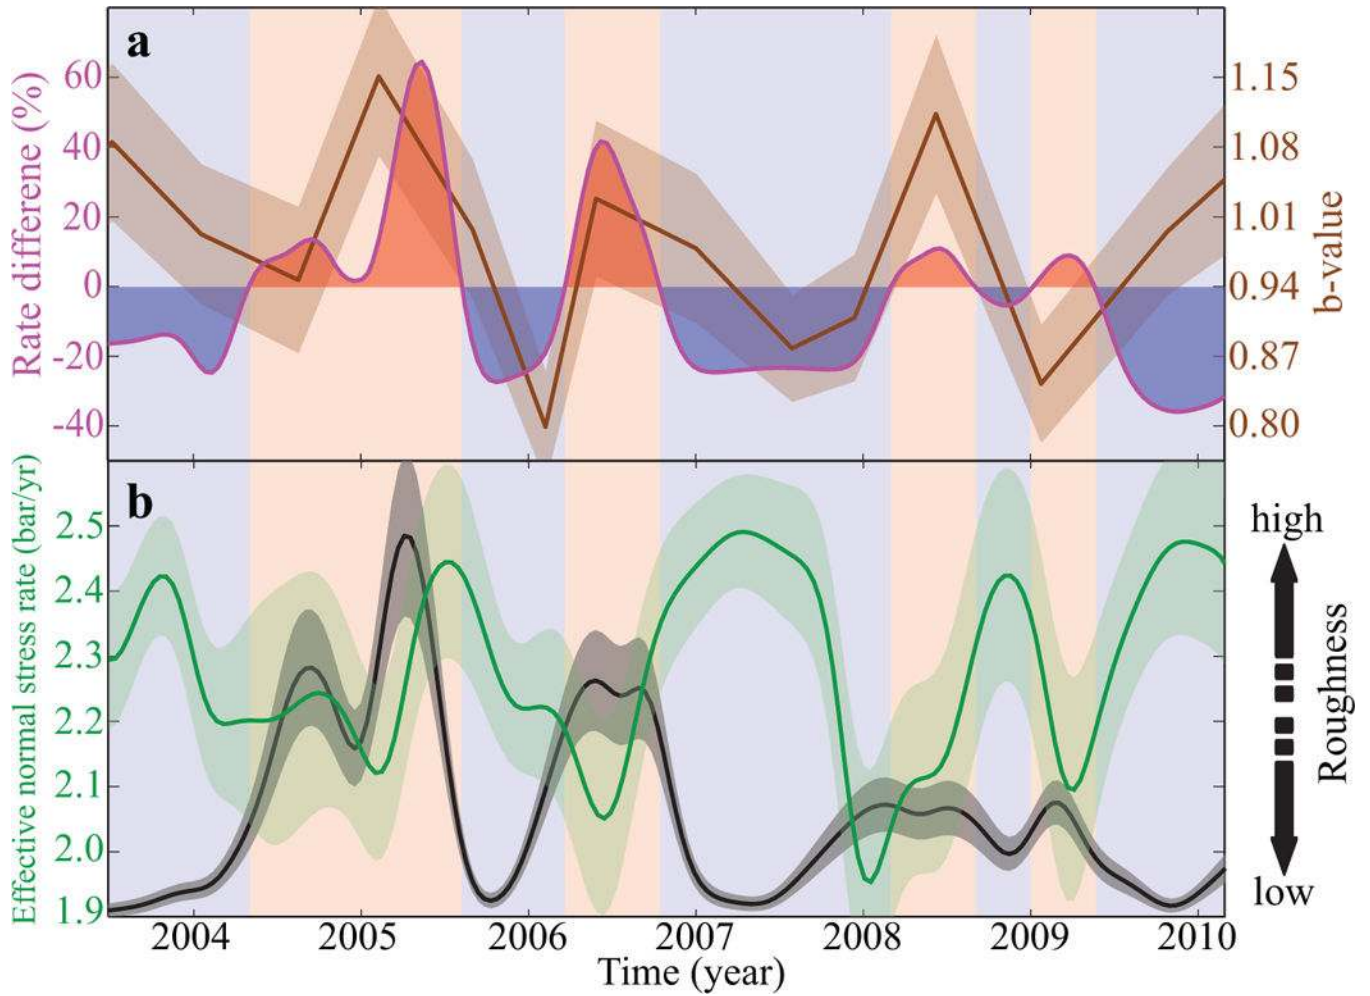 a
Rate differene (%)
60
40
20
0
-20
-40
1.15
1.08
1.01
0.94
0.87
0.80
b-value
b
Effective normal stress rate (bar/yr)
2.5
2.4
2.3
2.2
2.1
2.0
1.9
high
Roughness
low
2004 2005 2006 2007 2008 2009 2010
Time (year)